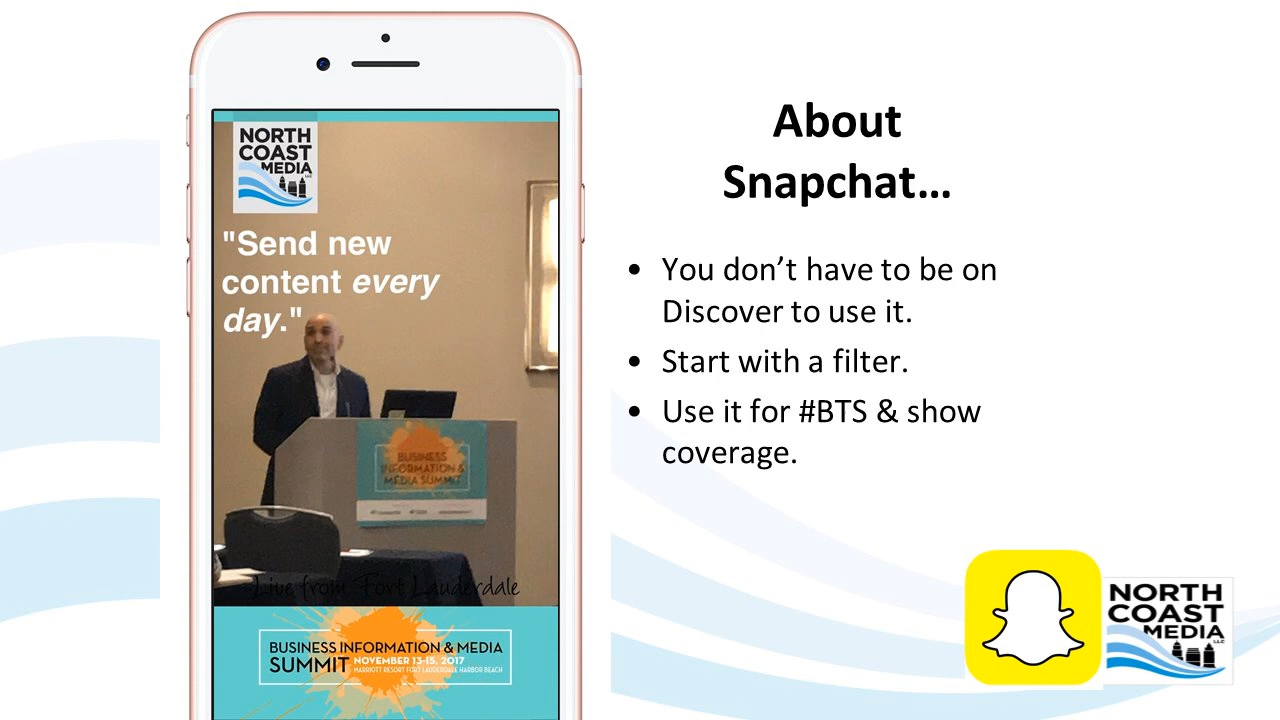 NORTH
COAST
MEDIA
LLC
"Send new
content every
day."
BUSINESS
INFORMATION &
MEDIA SUMMIT
Live from Fort Lauderdale
BUSINESS INFORMATION & MEDIA
SUMMIT NOVEMBER 13-15, 2017
MARRIOTT RESORT FORT LAUDERDALE HARBOR BEACH
About
Snapchat…
• You don’t have to be on
Discover to use it.
• Start with a filter.
• Use it for #BTS & show
coverage.
NORTH
COAST
MEDIA
LLC